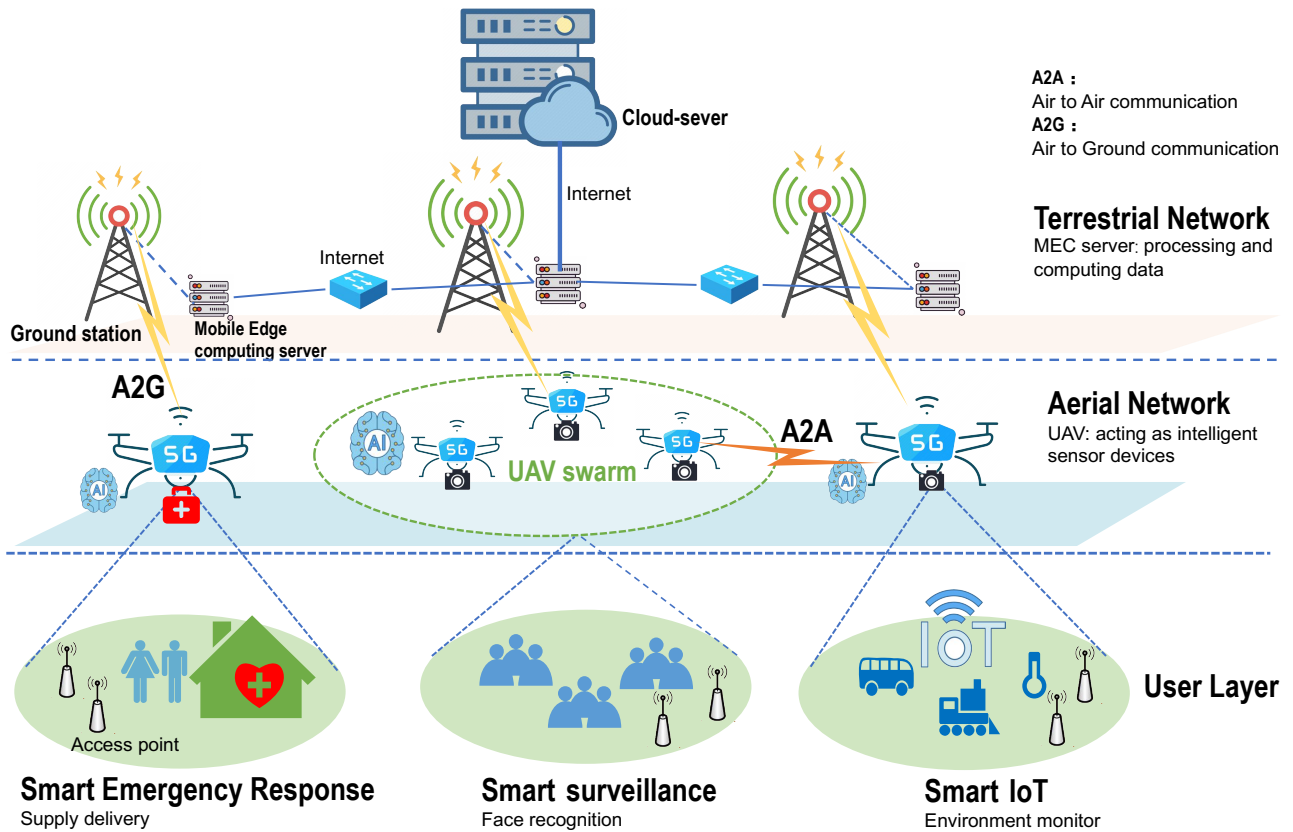 Cloud-sever
A2A：
Air to Air communication
A2G：
Air to Ground communication
Internet
Terrestrial Network
MEC server: processing and
computing data
Internet
Ground station
Mobile Edge
computing server
A2G
5G
5G
5G
5G
5G
AI
AI
AI
UAV swarm
A2A
Aerial Network
UAV: acting as intelligent
sensor devices
IoT
User Layer
Access point
Smart Emergency Response
Supply delivery
Smart surveillance
Face recognition
Smart IoT
Environment monitor